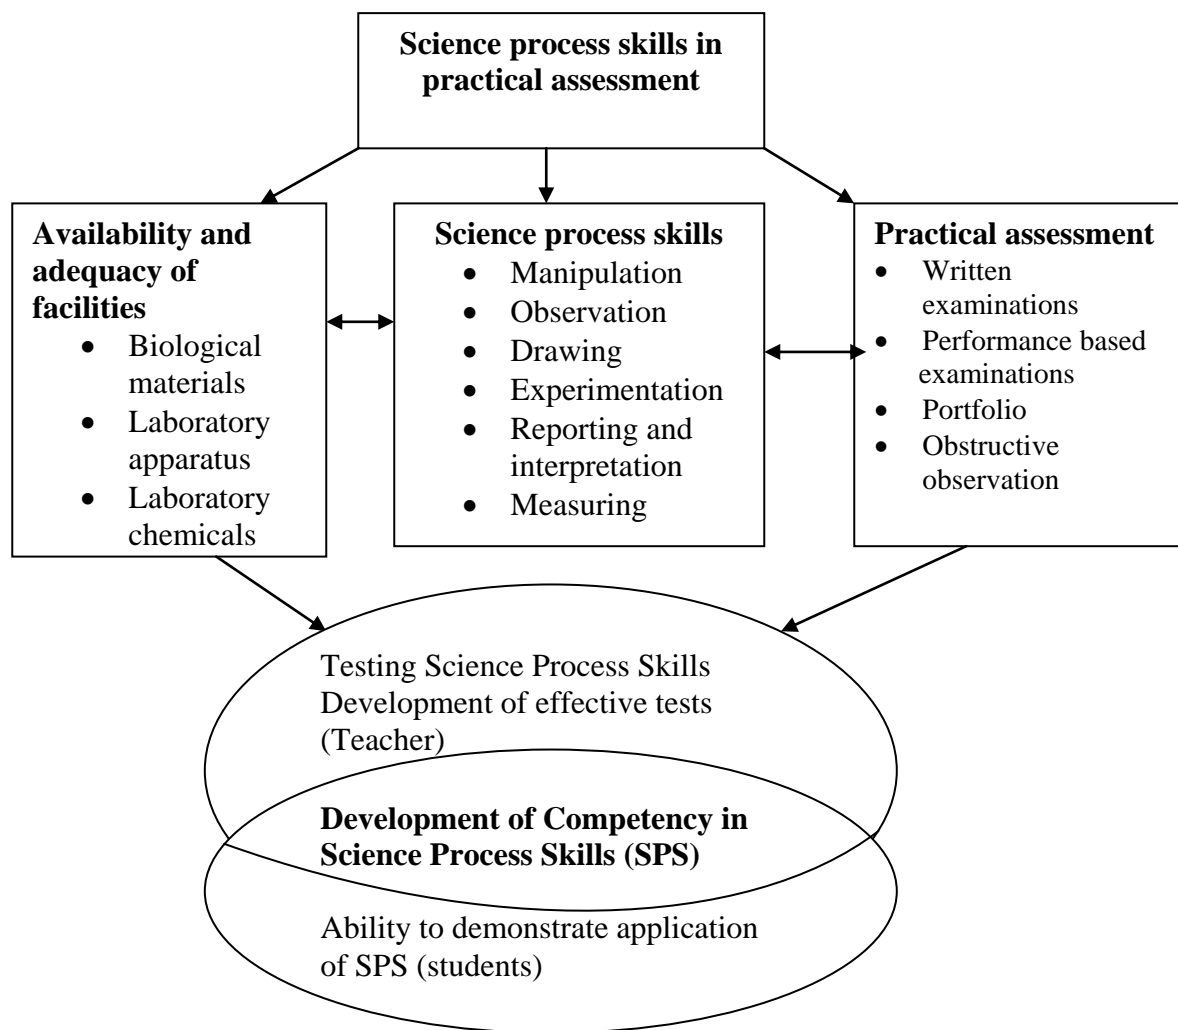 Science process skills in
practical assessment
Availability and
adequacy of
facilities
• Biological
materials
• Laboratory
apparatus
• Laboratory
chemicals
Science process skills
• Manipulation
• Observation
• Drawing
• Experimentation
• Reporting and
interpretation
• Measuring
Practical assessment
• Written
examinations
• Performance based
examinations
• Portfolio
• Obstructive
observation
Testing Science Process Skills
Development of effective tests
(Teacher)
Development of Competency in
Science Process Skills (SPS)
Ability to demonstrate application
of SPS (students)